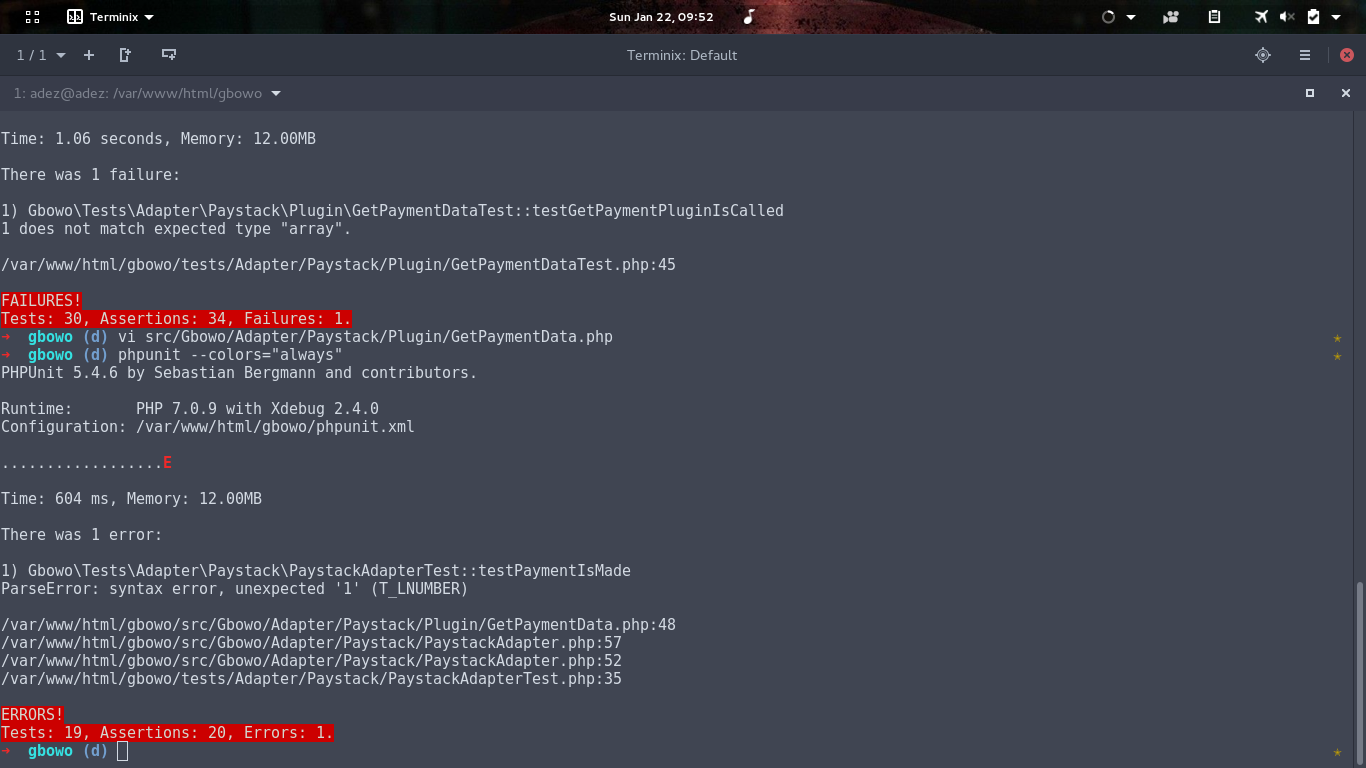 Terminix
Sun Jan 22, 09:52
1 / 1
Terminix: Default
1: adez@adez: /var/www/html/gbowo
Time: 1.06 seconds, Memory: 12.00MB
There was 1 failure:
1) Gbowo\Tests\Adapter\Paystack\Plugin\GetPaymentDataTest::testGetPaymentPluginIsCalled
1 does not match expected type "array".
/var/www/html/gbowo/tests/Adapter/Paystack/Plugin/GetPaymentDataTest.php:45
FAILURES!
Tests: 30, Assertions: 34, Failures: 1.
➜  gbowo (d) vi src/Gbowo/Adapter/Paystack/Plugin/GetPaymentData.php
➜  gbowo (d) phpunit --colors="always"
PHPUnit 5.4.6 by Sebastian Bergmann and contributors.
Runtime:       PHP 7.0.9 with Xdebug 2.4.0
Configuration: /var/www/html/gbowo/phpunit.xml
..................E
Time: 604 ms, Memory: 12.00MB
There was 1 error:
1) Gbowo\Tests\Adapter\Paystack\PaystackAdapterTest::testPaymentIsMade
ParseError: syntax error, unexpected '1' (T_LNUMBER)
/var/www/html/gbowo/src/Gbowo/Adapter/Paystack/Plugin/GetPaymentData.php:48
/var/www/html/gbowo/src/Gbowo/Adapter/Paystack/PaystackAdapter.php:57
/var/www/html/gbowo/src/Gbowo/Adapter/Paystack/PaystackAdapter.php:52
/var/www/html/gbowo/tests/Adapter/Paystack/PaystackAdapterTest.php:35
ERRORS!
Tests: 19, Assertions: 20, Errors: 1.
➜  gbowo (d)